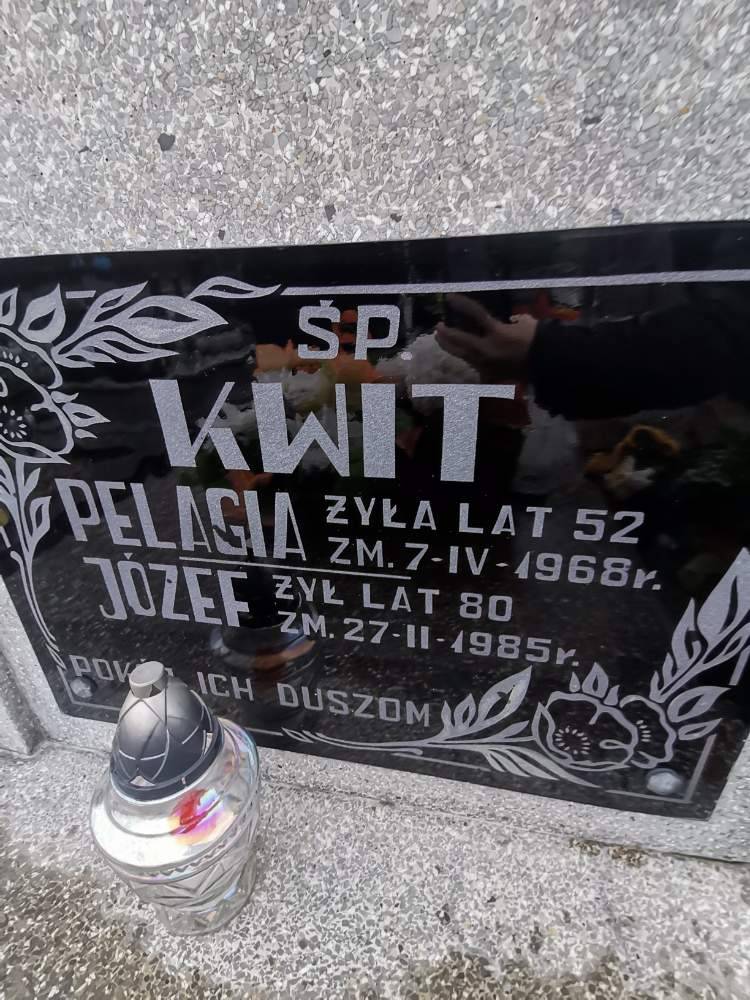 ŚP.
KWIT
PELAGIA ŻYŁA LAT 52
ZM. 7-IV-1968r.
JÓZEF ŻYŁ LAT 80
ZM. 27-II-1985r.
ICH DUSZOM